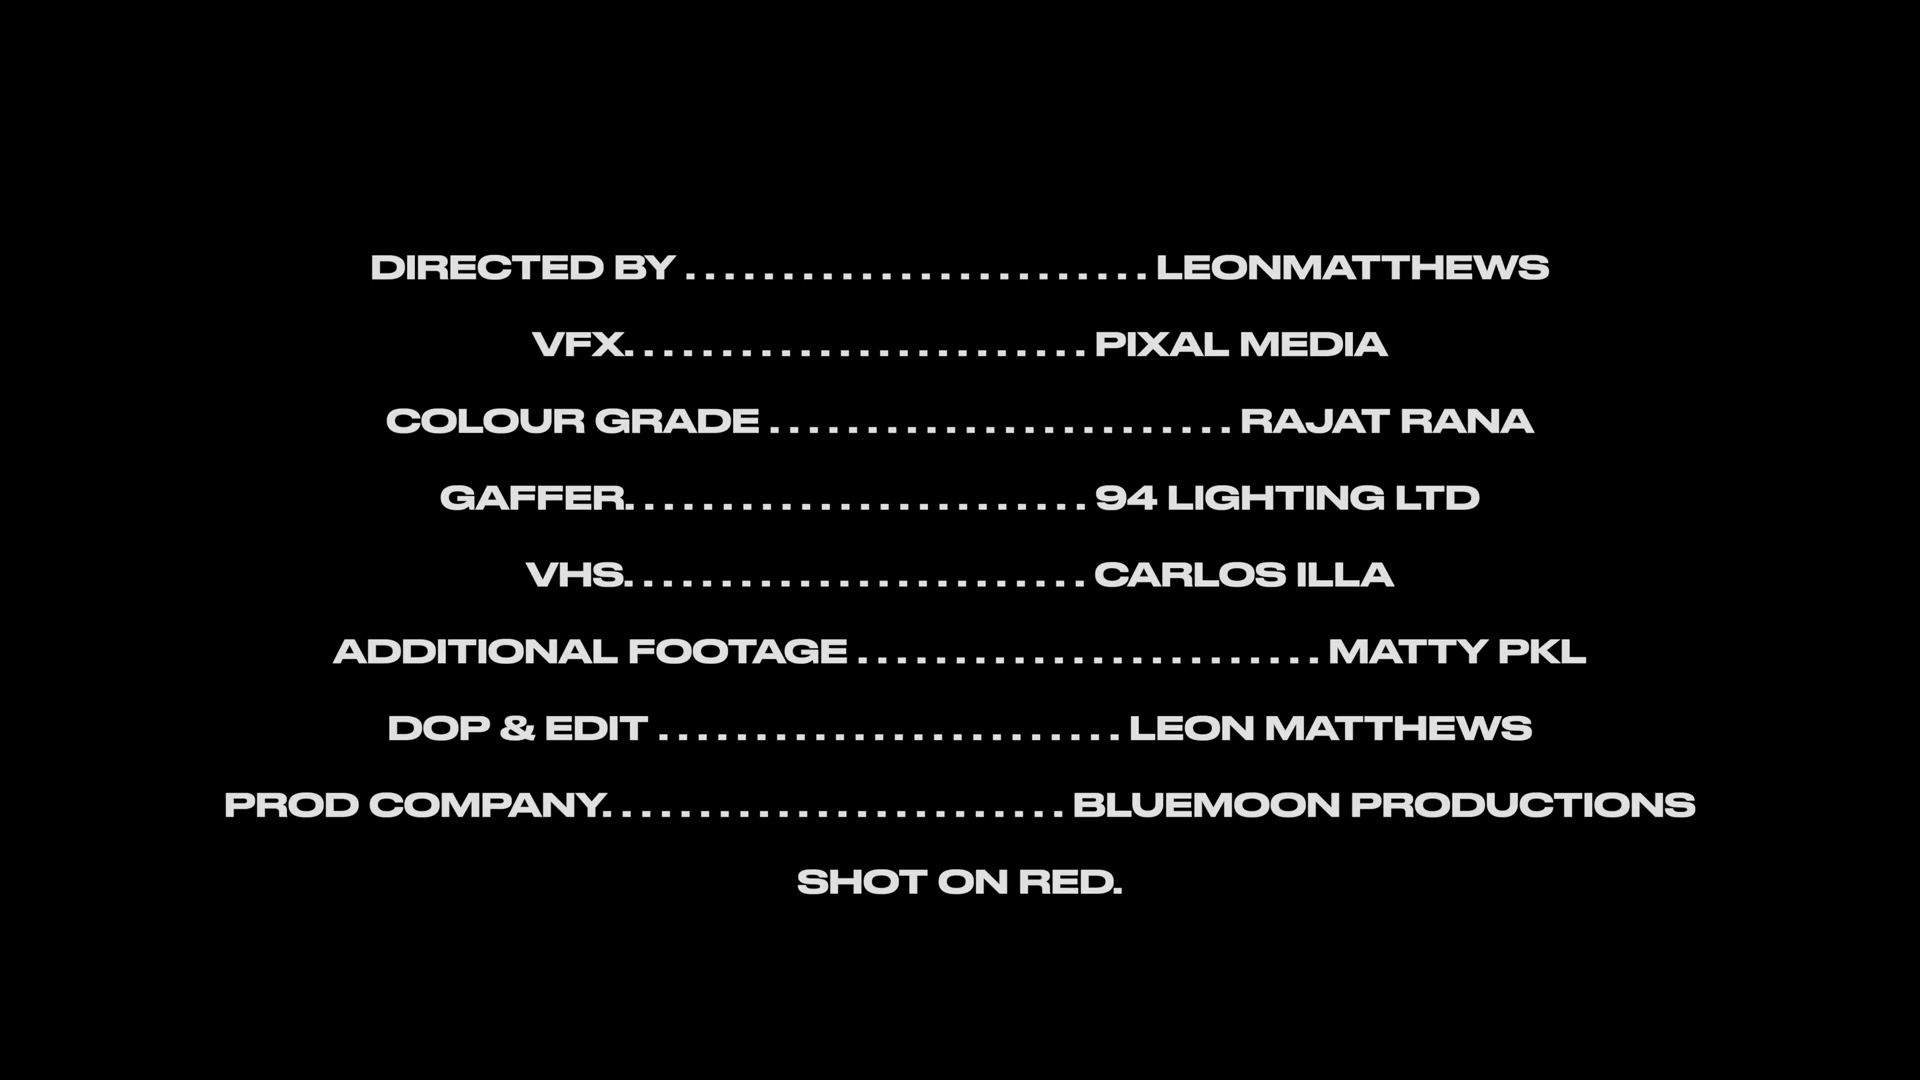 DIRECTED BY ........................ LEONMATTHEWS
VFX........................ PIXAL MEDIA
COLOUR GRADE ........................ RAJAT RANA
GAFFER........................ 94 LIGHTING LTD
VHS........................ CARLOS ILLA
ADDITIONAL FOOTAGE ........................ MATTY PKL
DOP & EDIT ........................ LEON MATTHEWS
PROD COMPANY........................ BLUEMOON PRODUCTIONS
SHOT ON RED.